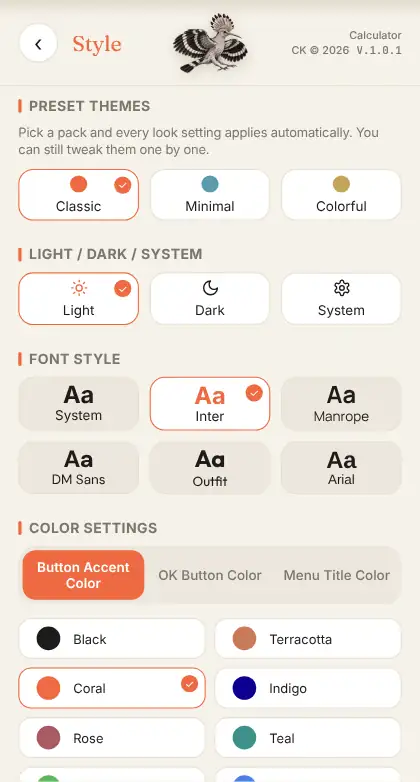 ‹ Style
Calculator
CK © 2026 V.1.0.1
PRESET THEMES
Pick a pack and every look setting applies automatically. You
can still tweak them one by one.
Classic Minimal Colorful
LIGHT / DARK / SYSTEM
Light Dark System
FONT STYLE
Aa Aa Aa
System Inter Manrope
Aa Aa Aa
DM Sans Outfit Arial
COLOR SETTINGS
Button Accent
Color
OK Button Color Menu Title Color
Black Terracotta
Coral Indigo
Rose Teal